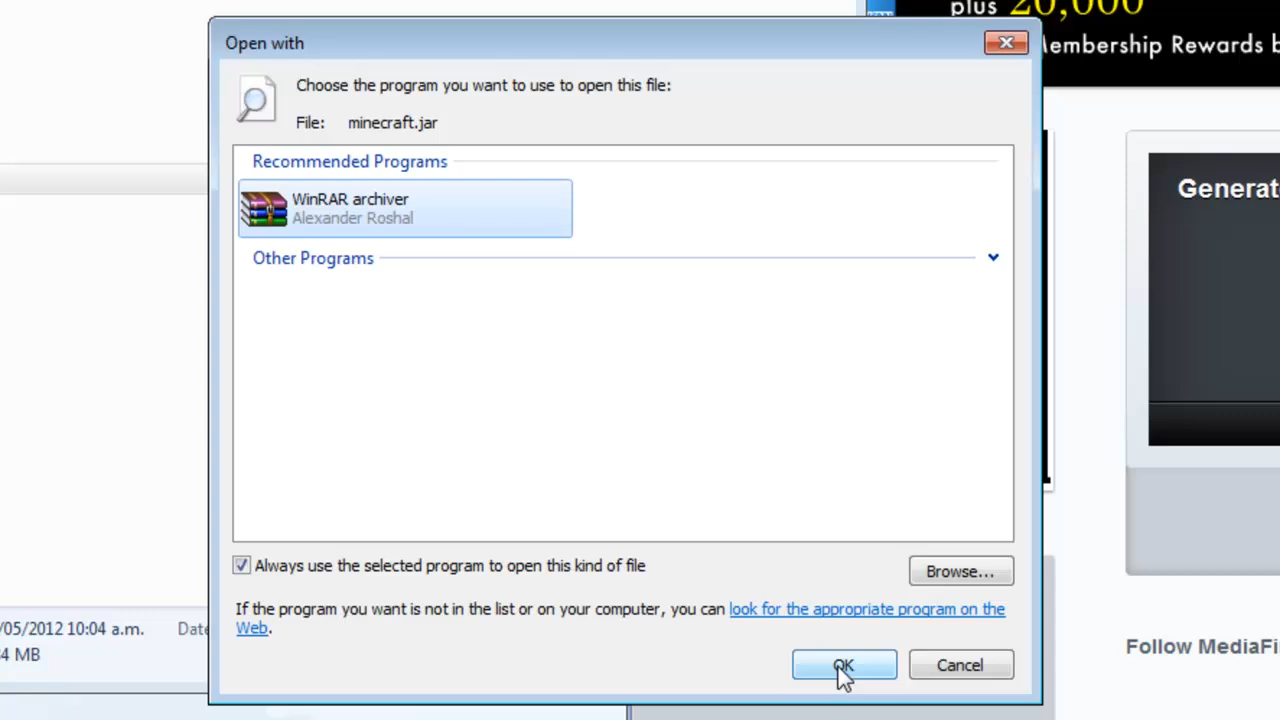 plus 20,000
Membership Rewards b
Open with
Choose the program you want to use to open this file:
File: minecraft.jar
Recommended Programs
WinRAR archiver
Alexander Roshal
Other Programs
Generat
Always use the selected program to open this kind of file
Browse...
If the program you want is not in the list or on your computer, you can look for the appropriate program on the
Web.
/05/2012 10:04 a.m. Date
34 MB
Follow MediaFi
OK
Cancel